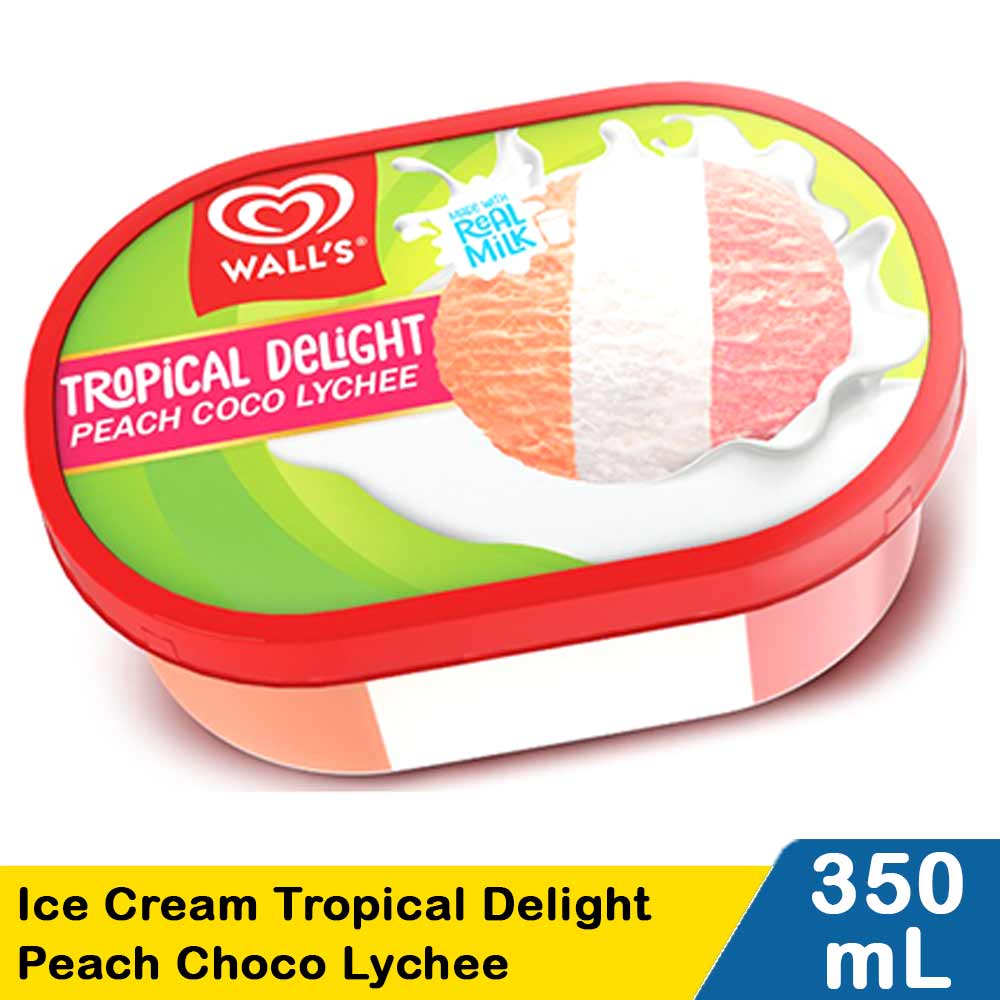 WALL'S®
MADE WITH
REAL
MILK
TROPICAL DELIGHT
PEACH COCO LYCHEE
Ice Cream Tropical Delight
Peach Choco Lychee
350
mL